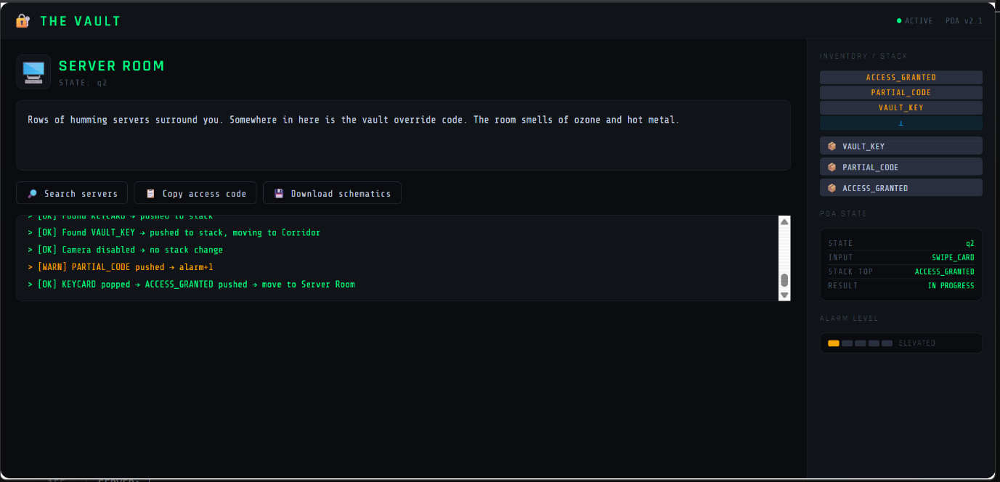 THE VAULT
ACTIVE PDA v2.1
SERVER ROOM
STATE: q2
Rows of humming servers surround you. Somewhere in here is the vault override code. The room smells of ozone and hot metal.
Search servers
Copy access code
Download schematics
> [OK] Found KEYCARD → pushed to stack
> [OK] Found VAULT_KEY → pushed to stack, moving to Corridor
> [OK] Camera disabled → no stack change
> [WARN] PARTIAL_CODE pushed → alarm+1
> [OK] KEYCARD popped → ACCESS_GRANTED pushed → move to Server Room
INVENTORY / STACK
ACCESS_GRANTED
PARTIAL_CODE
VAULT_KEY
⊥
VAULT_KEY
PARTIAL_CODE
ACCESS_GRANTED
PDA STATE
STATE q2
INPUT SWIPE_CARD
STACK TOP ACCESS_GRANTED
RESULT IN PROGRESS
ALARM LEVEL
ELEVATED